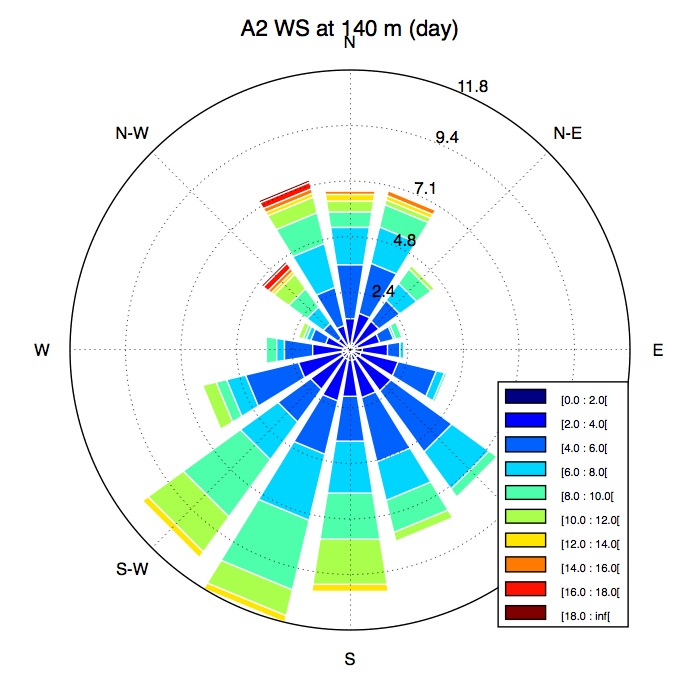 A2 WS at 140 m (day)
N
11.8
N-W
N-E
9.4
7.1
4.8
2.4
W
E
[0.0 : 2.0[
[2.0 : 4.0[
[4.0 : 6.0[
[6.0 : 8.0[
[8.0 : 10.0[
[10.0 : 12.0[
[12.0 : 14.0[
[14.0 : 16.0[
[16.0 : 18.0[
[18.0 : inf[
S-W
S